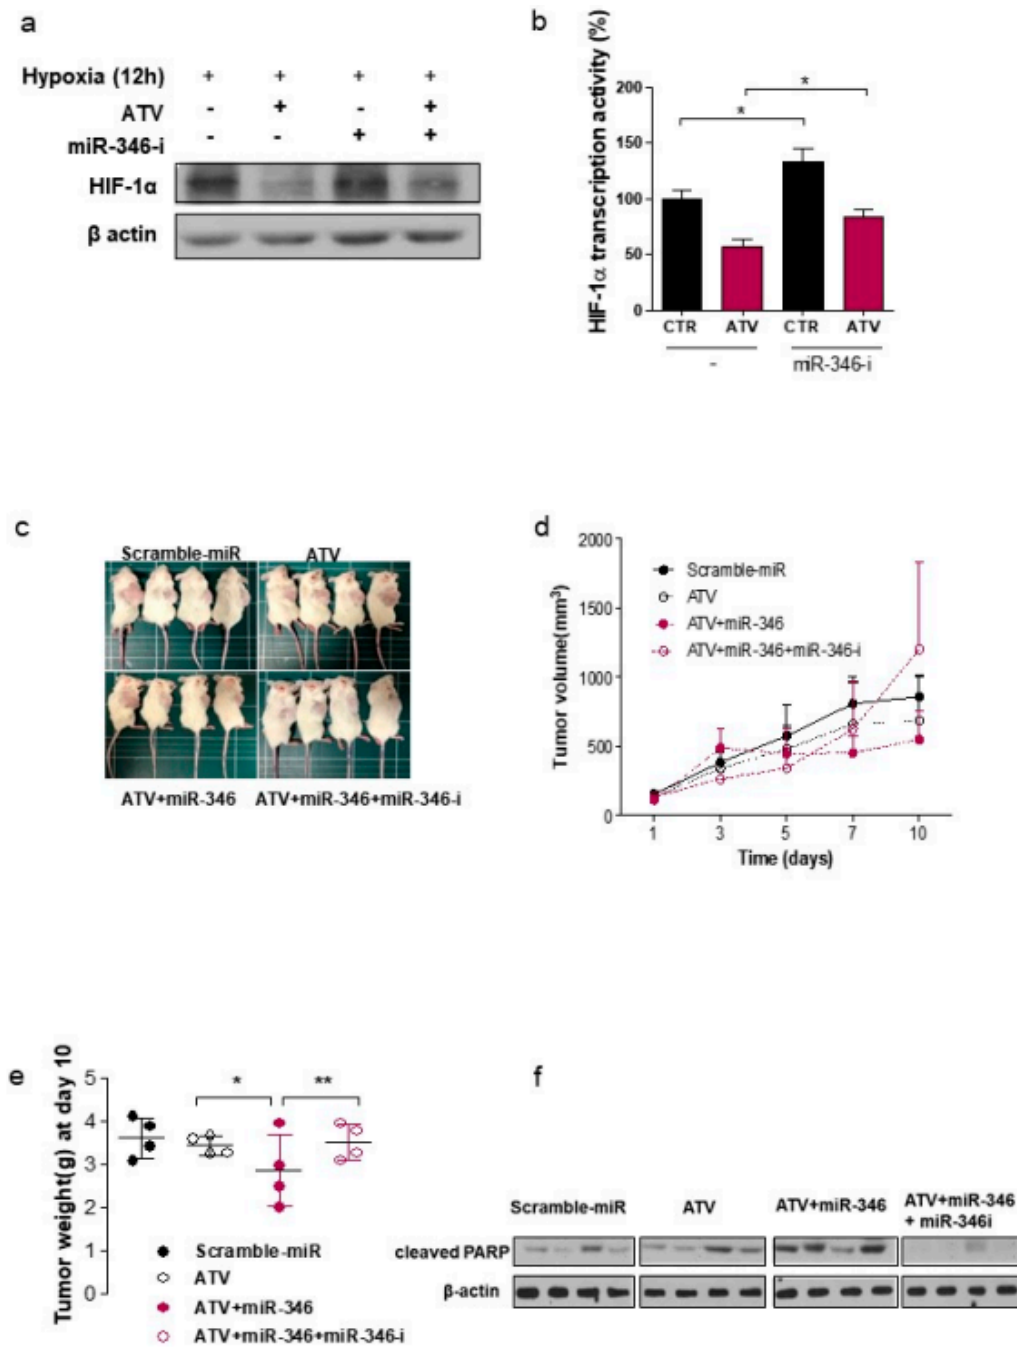 a
Hypoxia (12h) + + + +
ATV - + - +
miR-346-i - - + +
HIF-1α
β actin
b
HIF-1α transcription activity (%)
200
150
100
50
0
*
*
CTR ATV CTR ATV
- miR-346-i
c
Scramble-miR ATV
ATV+miR-346 ATV+miR-346+miR-346-i
d
Tumor volume(mm³)
2000
1500
1000
500
0
Scramble-miR
ATV
ATV+miR-346
ATV+miR-346+miR-346-i
1 3 5 7 10
Time (days)
e
Tumor weight(g) at day 10
5
4
3
2
1
0
* **
Scramble-miR
ATV
ATV+miR-346
ATV+miR-346+miR-346-i
f
Scramble-miR ATV ATV+miR-346 ATV+miR-346
+ miR-346i
cleaved PARP
β-actin